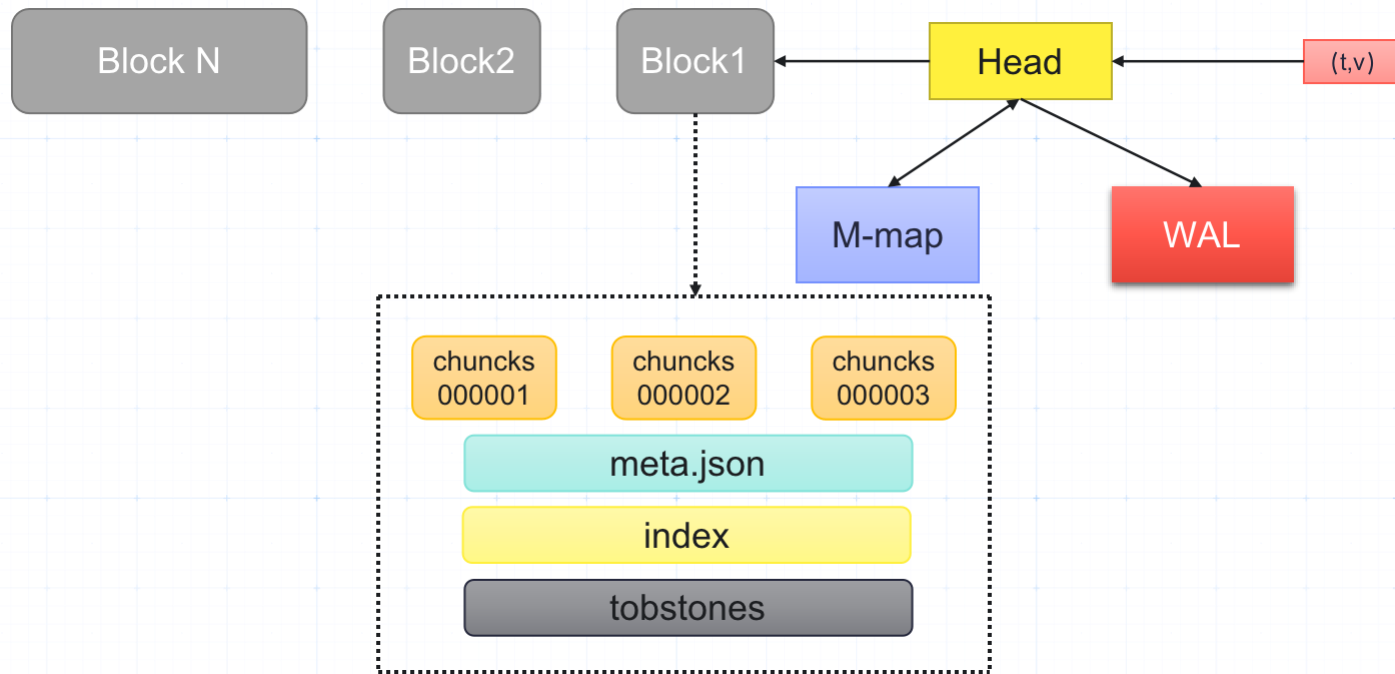 Block N
Block2
Block1
Head
(t,v)
M-map
WAL
chuncks
000001
chuncks
000002
chuncks
000003
meta.json
index
tobstones